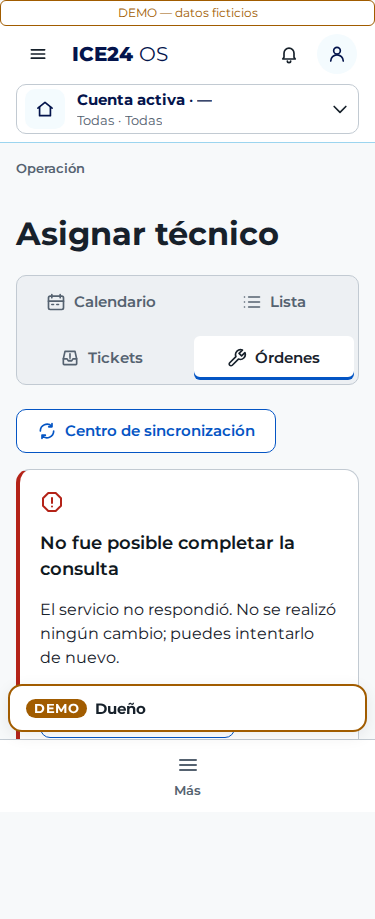 DEMO — datos ficticios
ICE24 OS
Cuenta activa · —
Todas · Todas
Operación
Asignar técnico
Calendario
Lista
Tickets
Órdenes
Centro de sincronización
No fue posible completar la
consulta
El servicio no respondió. No se realizó
ningún cambio; puedes intentarlo
de nuevo.
DEMO Dueño
Más